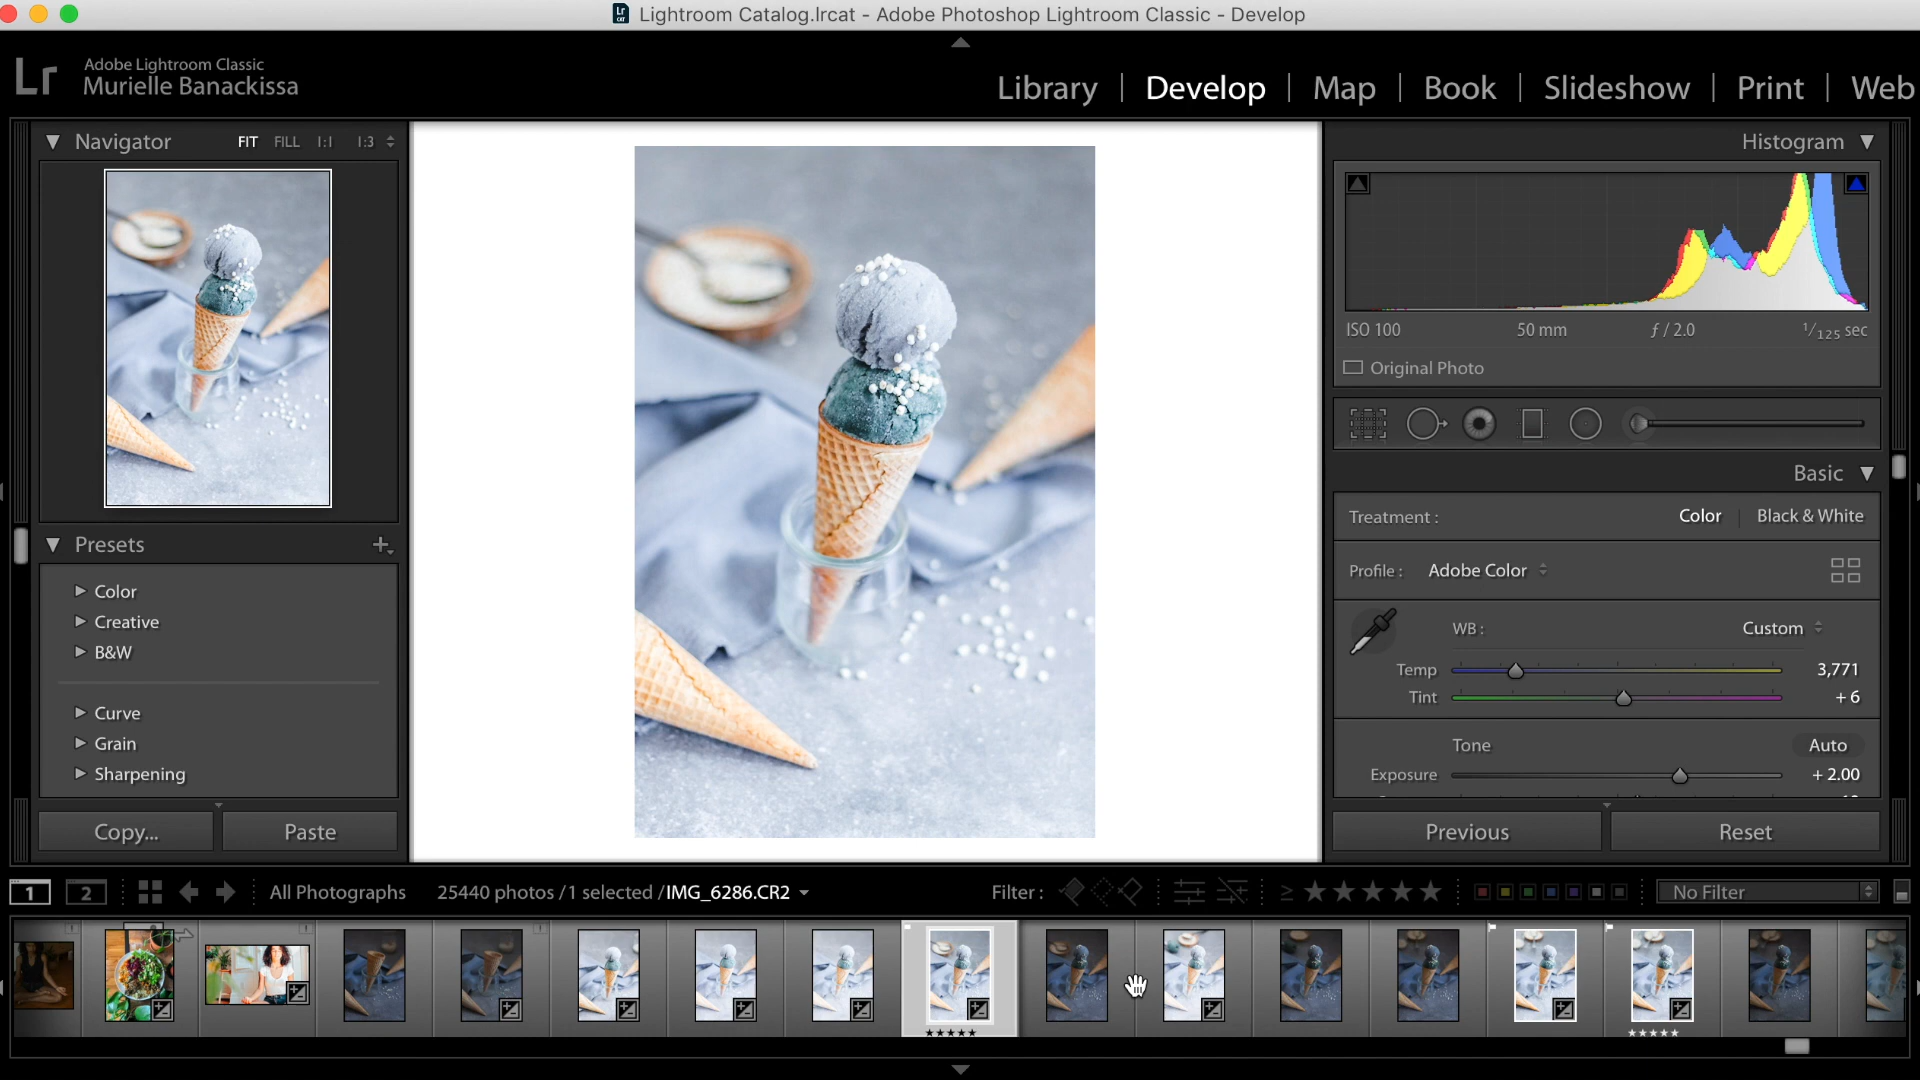 Lr CAT Lightroom Catalog.lrcat - Adobe Photoshop Lightroom Classic - Develop
Lr
Adobe Lightroom Classic
Murielle Banackissa
Library | Develop | Map | Book | Slideshow | Print | Web
Navigator FIT FILL 1:1 1:3
Histogram
ISO 100 50 mm ƒ / 2.0 1/125 sec
Original Photo
Basic
Treatment : Color Black & White
Profile : Adobe Color
WB : Custom
Temp 3,771
Tint + 6
Tone Auto
Exposure + 2.00
Presets
Color
Creative
B&W
Curve
Grain
Sharpening
Copy... Paste
Previous Reset
1 2 All Photographs 25440 photos / 1 selected / IMG_6286.CR2 Filter : ≥ ★★★★★ No Filter
★★★★★ ★★★★★